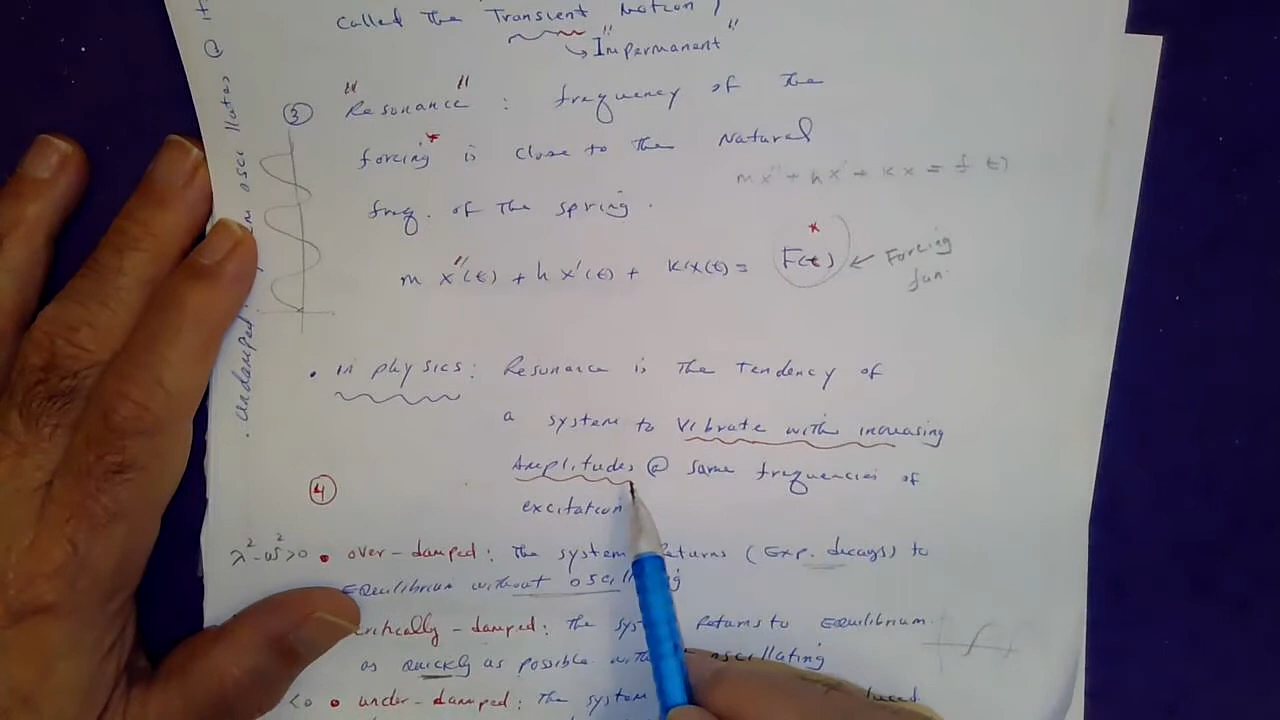 Called the Transient Motion,
"Impermanent"
③ "Resonance" : frequency of the
forcing* is close to the Natural
mx"+hx'+kx = f(t)
freq. of the spring.
m x"(t) + h x'(t) + k x(t) = F(t) ← Forcing
fun.
• in physics: Resonance is the tendency of
a system to vibrate with increasing
Amplitudes @ same frequencies of
excitation
④
λ²-ω²>0 • over-damped: The system returns (Exp. decays) to
Equilibrium without oscillating
critically-damped: The system returns to Equilibrium
as quickly as possible without oscillating
<0 • under-damped: The system
undamped: oscillates @ it